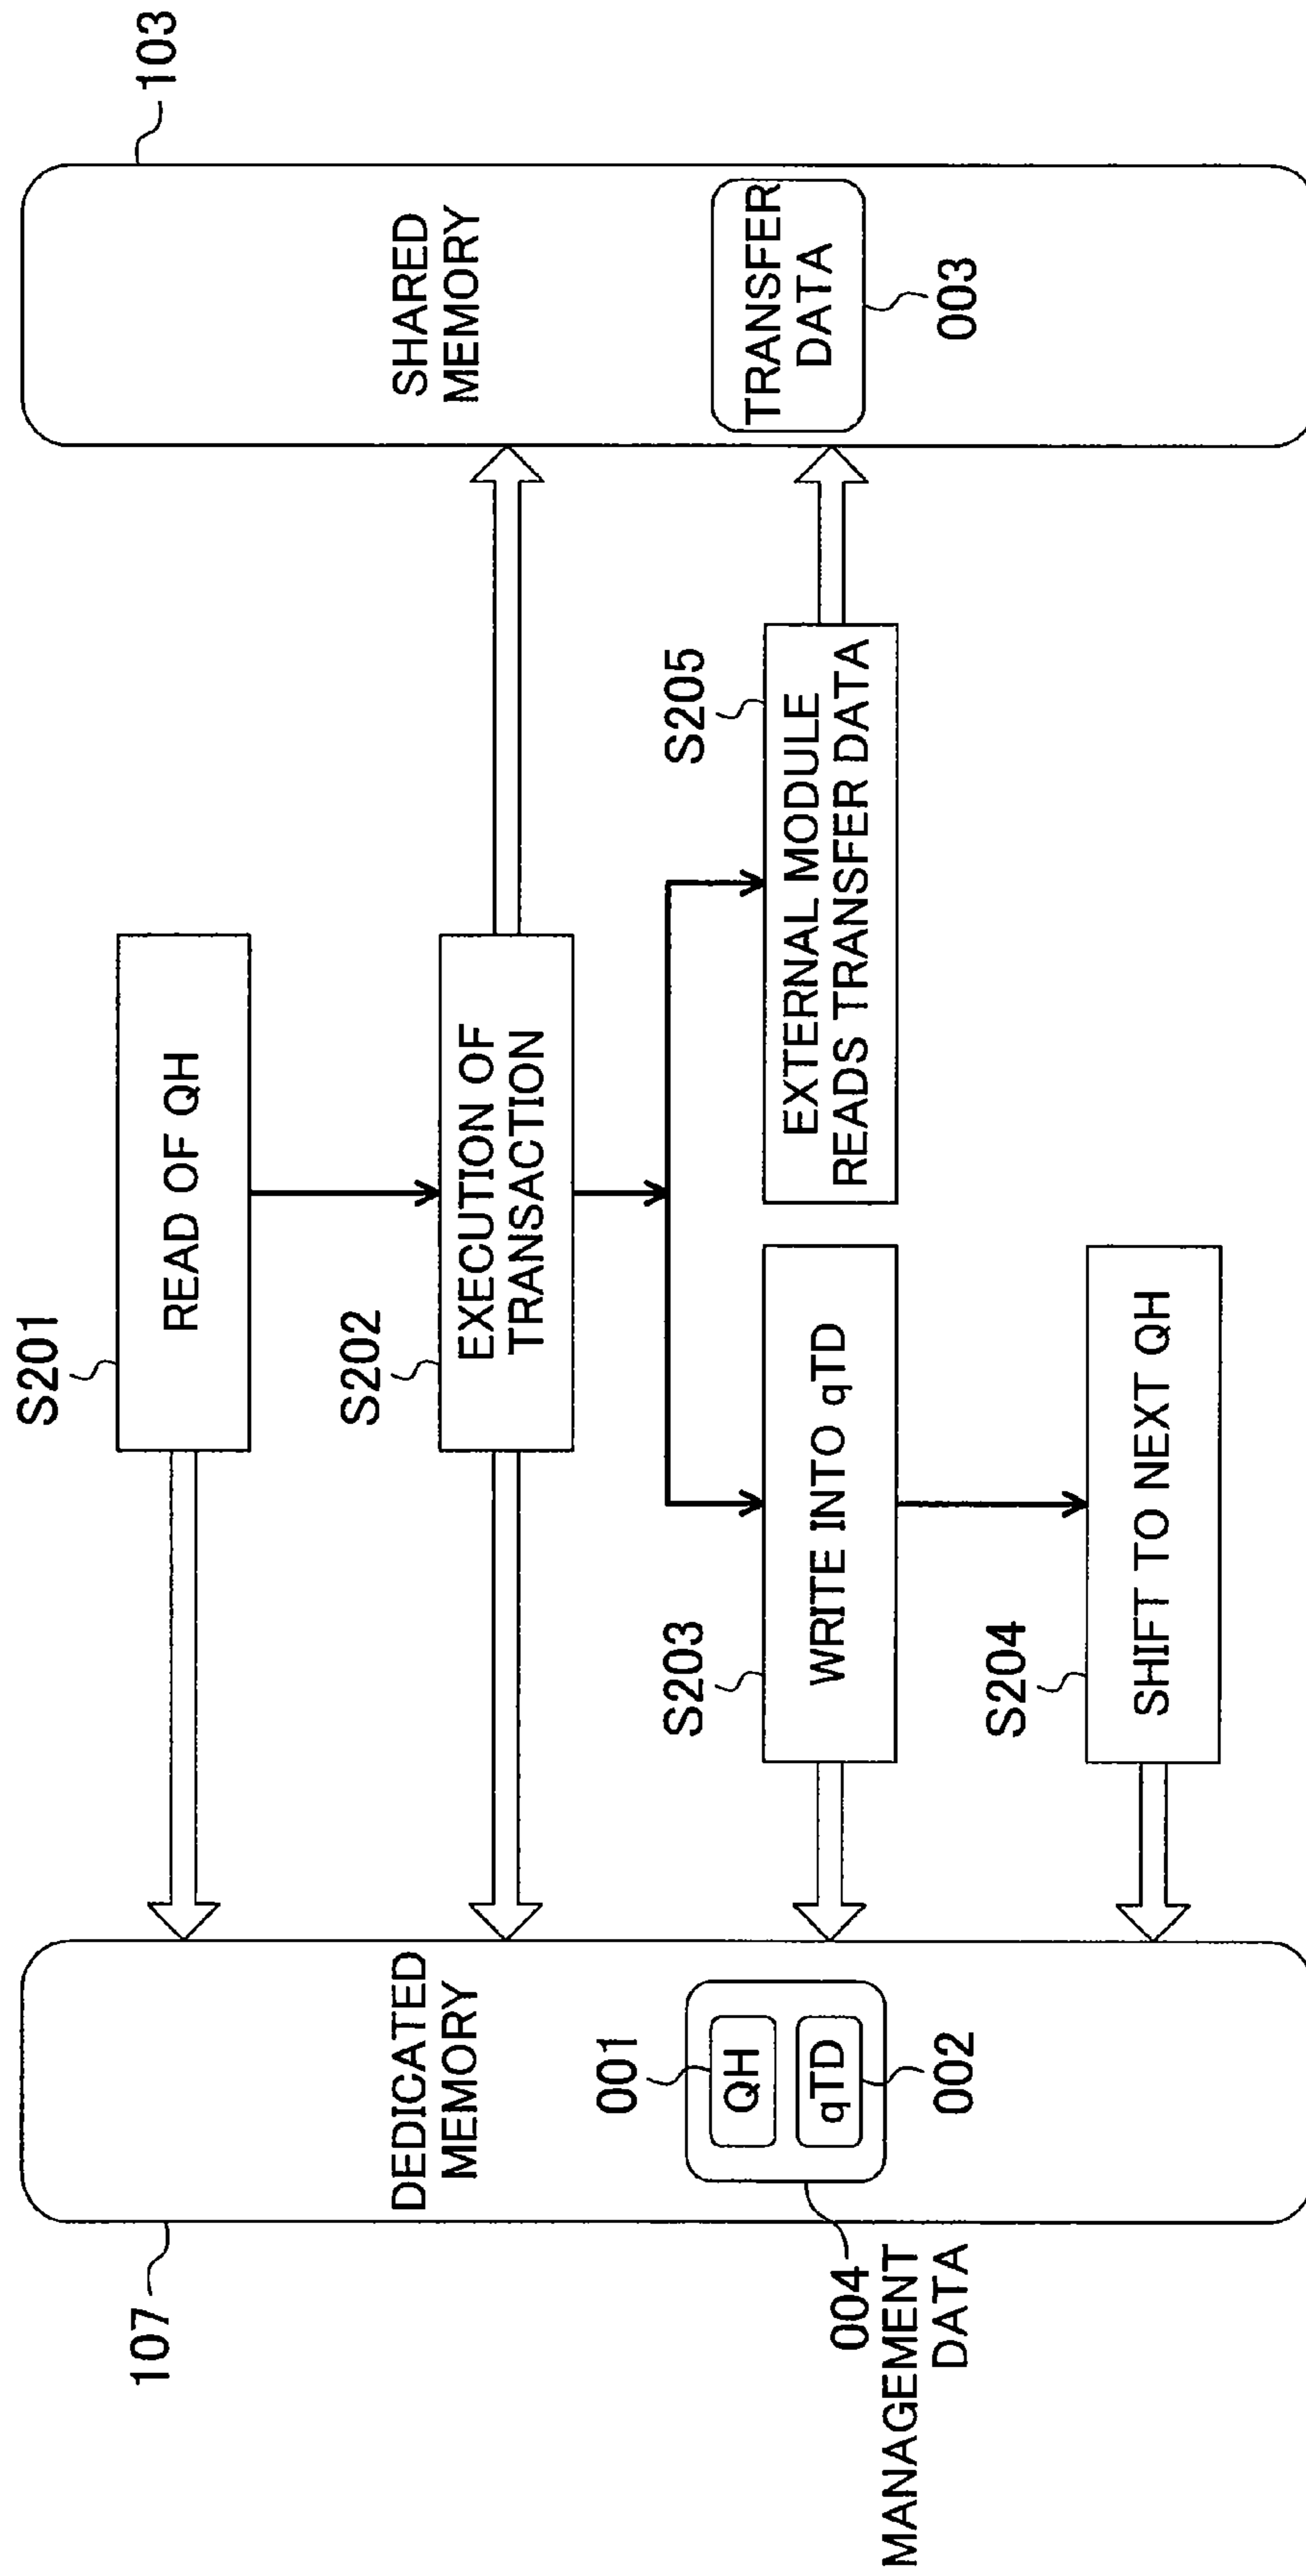 107
DEDICATED
MEMORY
001
QH
qTD
002
004
MANAGEMENT
DATA
S201
READ OF QH
S202
EXECUTION OF
TRANSACTION
S203
WRITE INTO qTD
S204
SHIFT TO NEXT QH
S205
EXTERNAL MODULE
READS TRANSFER DATA
103
SHARED
MEMORY
TRANSFER
DATA
003